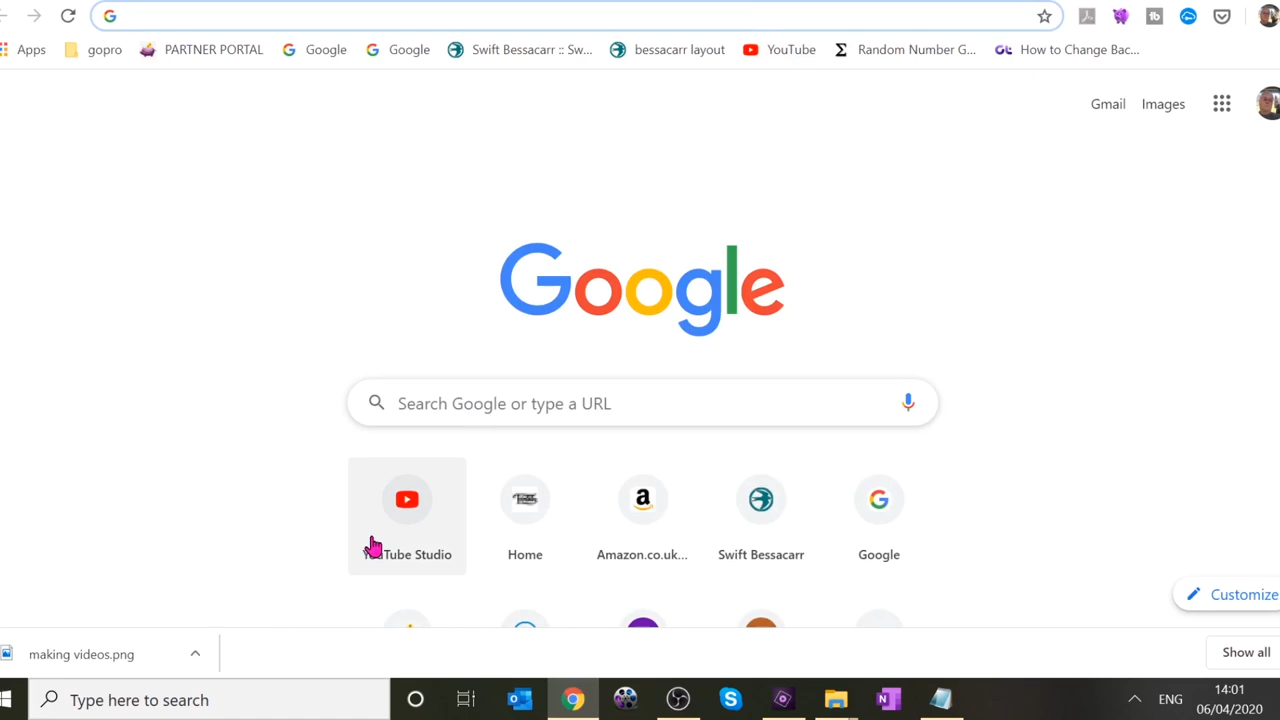 Apps gopro PARTNER PORTAL Google Google Swift Bessacarr :: Sw... bessacarr layout YouTube Random Number G... How to Change Bac...
Gmail Images
Google
Search Google or type a URL
YouTube Studio Home Amazon.co.uk... Swift Bessacarr Google
Customize
making videos.png Show all
Type here to search ENG 14:01
06/04/2020